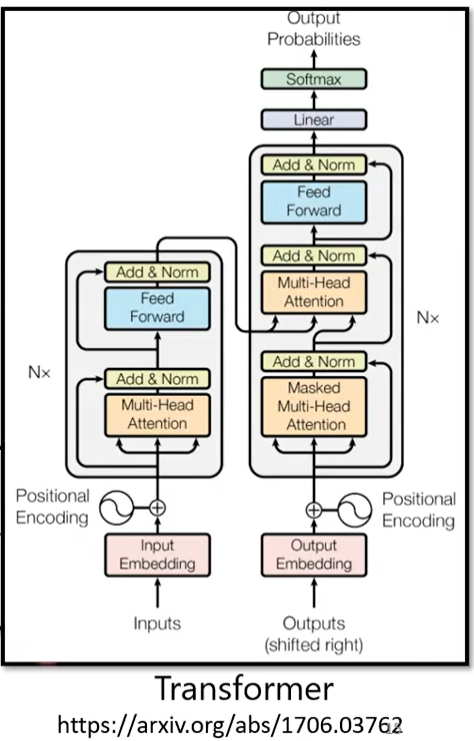 Output
Probabilities
Softmax
Linear
Add & Norm
Feed
Forward
Add & Norm
Multi-Head
Attention
Add & Norm
Masked
Multi-Head
Attention
Nx
Add & Norm
Feed
Forward
Add & Norm
Multi-Head
Attention
Nx
Positional
Encoding
Positional
Encoding
Input
Embedding
Output
Embedding
Inputs
Outputs
(shifted right)
Transformer
https://arxiv.org/abs/1706.03762